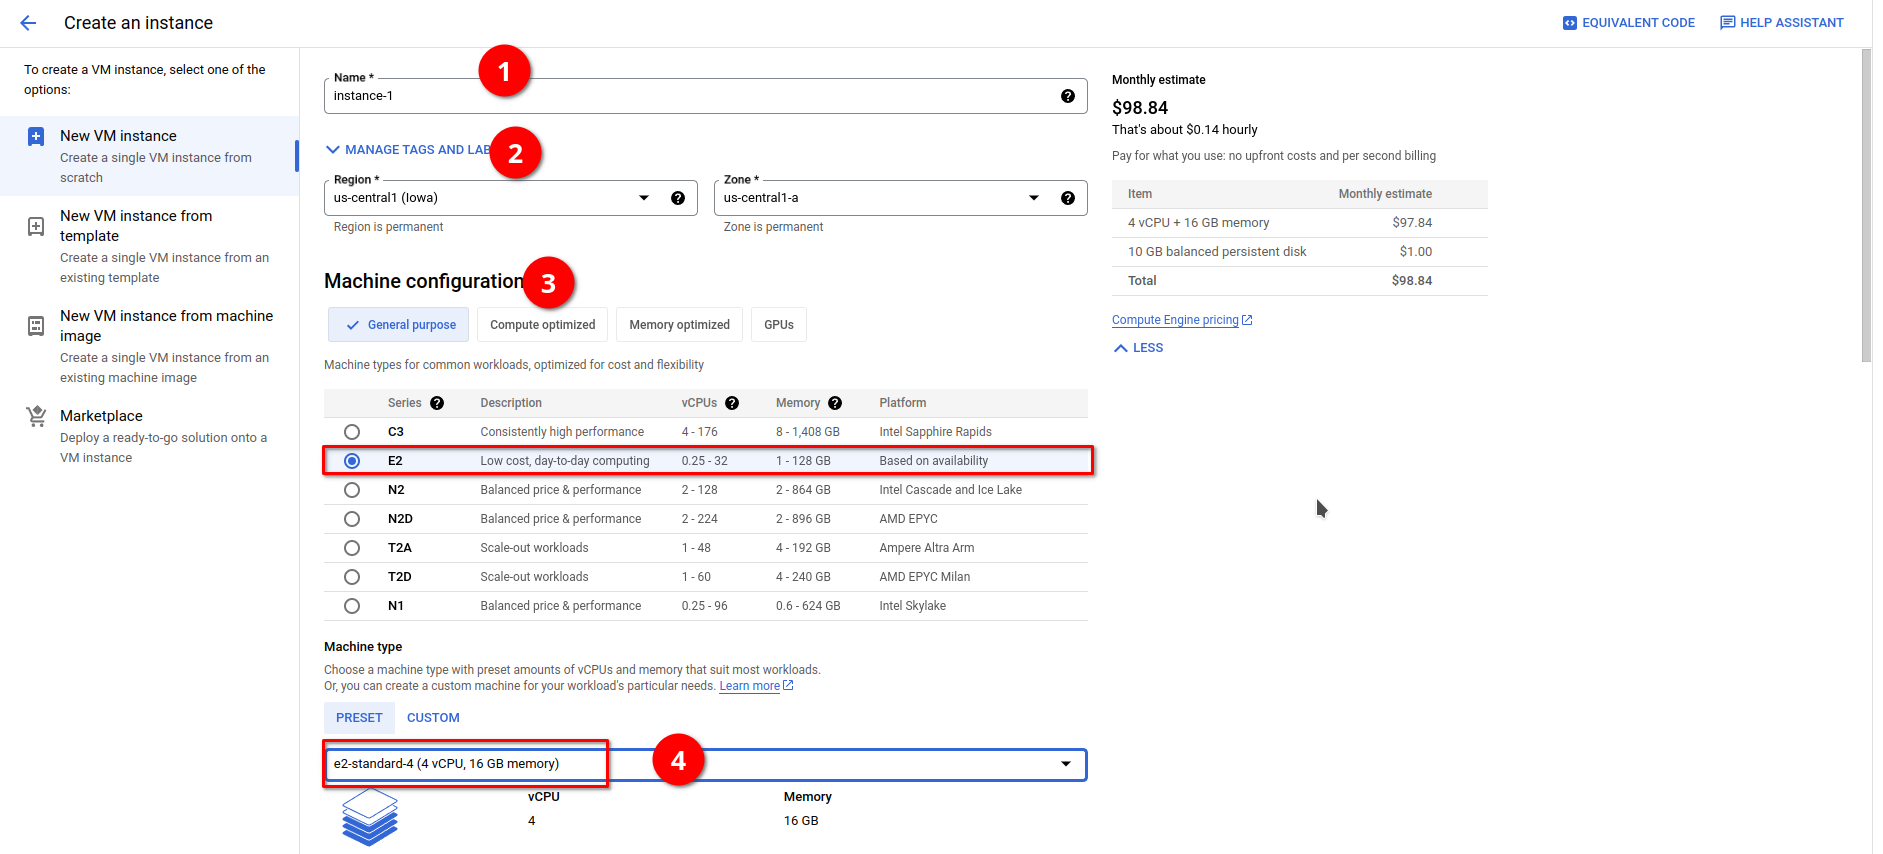 Create an instance
EQUIVALENT CODE
HELP ASSISTANT
To create a VM instance, select one of the
options:
New VM instance
Create a single VM instance from
scratch
New VM instance from
template
Create a single VM instance from an
existing template
New VM instance from machine
image
Create a single VM instance from an
existing machine image
Marketplace
Deploy a ready-to-go solution onto a
VM instance
1
Name *
instance-1
MANAGE TAGS AND LAB
2
Region *
us-central1 (Iowa)
Region is permanent
Zone *
us-central1-a
Zone is permanent
Machine configuration
3
General purpose
Compute optimized
Memory optimized
GPUs
Machine types for common workloads, optimized for cost and flexibility
Series Description vCPUs Memory Platform
C3 Consistently high performance 4 - 176 8 - 1,408 GB Intel Sapphire Rapids
E2 Low cost, day-to-day computing 0.25 - 32 1 - 128 GB Based on availability
N2 Balanced price & performance 2 - 128 2 - 864 GB Intel Cascade and Ice Lake
N2D Balanced price & performance 2 - 224 2 - 896 GB AMD EPYC
T2A Scale-out workloads 1 - 48 4 - 192 GB Ampere Altra Arm
T2D Scale-out workloads 1 - 60 4 - 240 GB AMD EPYC Milan
N1 Balanced price & performance 0.25 - 96 0.6 - 624 GB Intel Skylake
Machine type
Choose a machine type with preset amounts of vCPUs and memory that suit most workloads.
Or, you can create a custom machine for your workload's particular needs. Learn more
PRESET
CUSTOM
e2-standard-4 (4 vCPU, 16 GB memory)
4
vCPU
4
Memory
16 GB
Monthly estimate
$98.84
That's about $0.14 hourly
Pay for what you use: no upfront costs and per second billing
Item Monthly estimate
4 vCPU + 16 GB memory $97.84
10 GB balanced persistent disk $1.00
Total $98.84
Compute Engine pricing
LESS